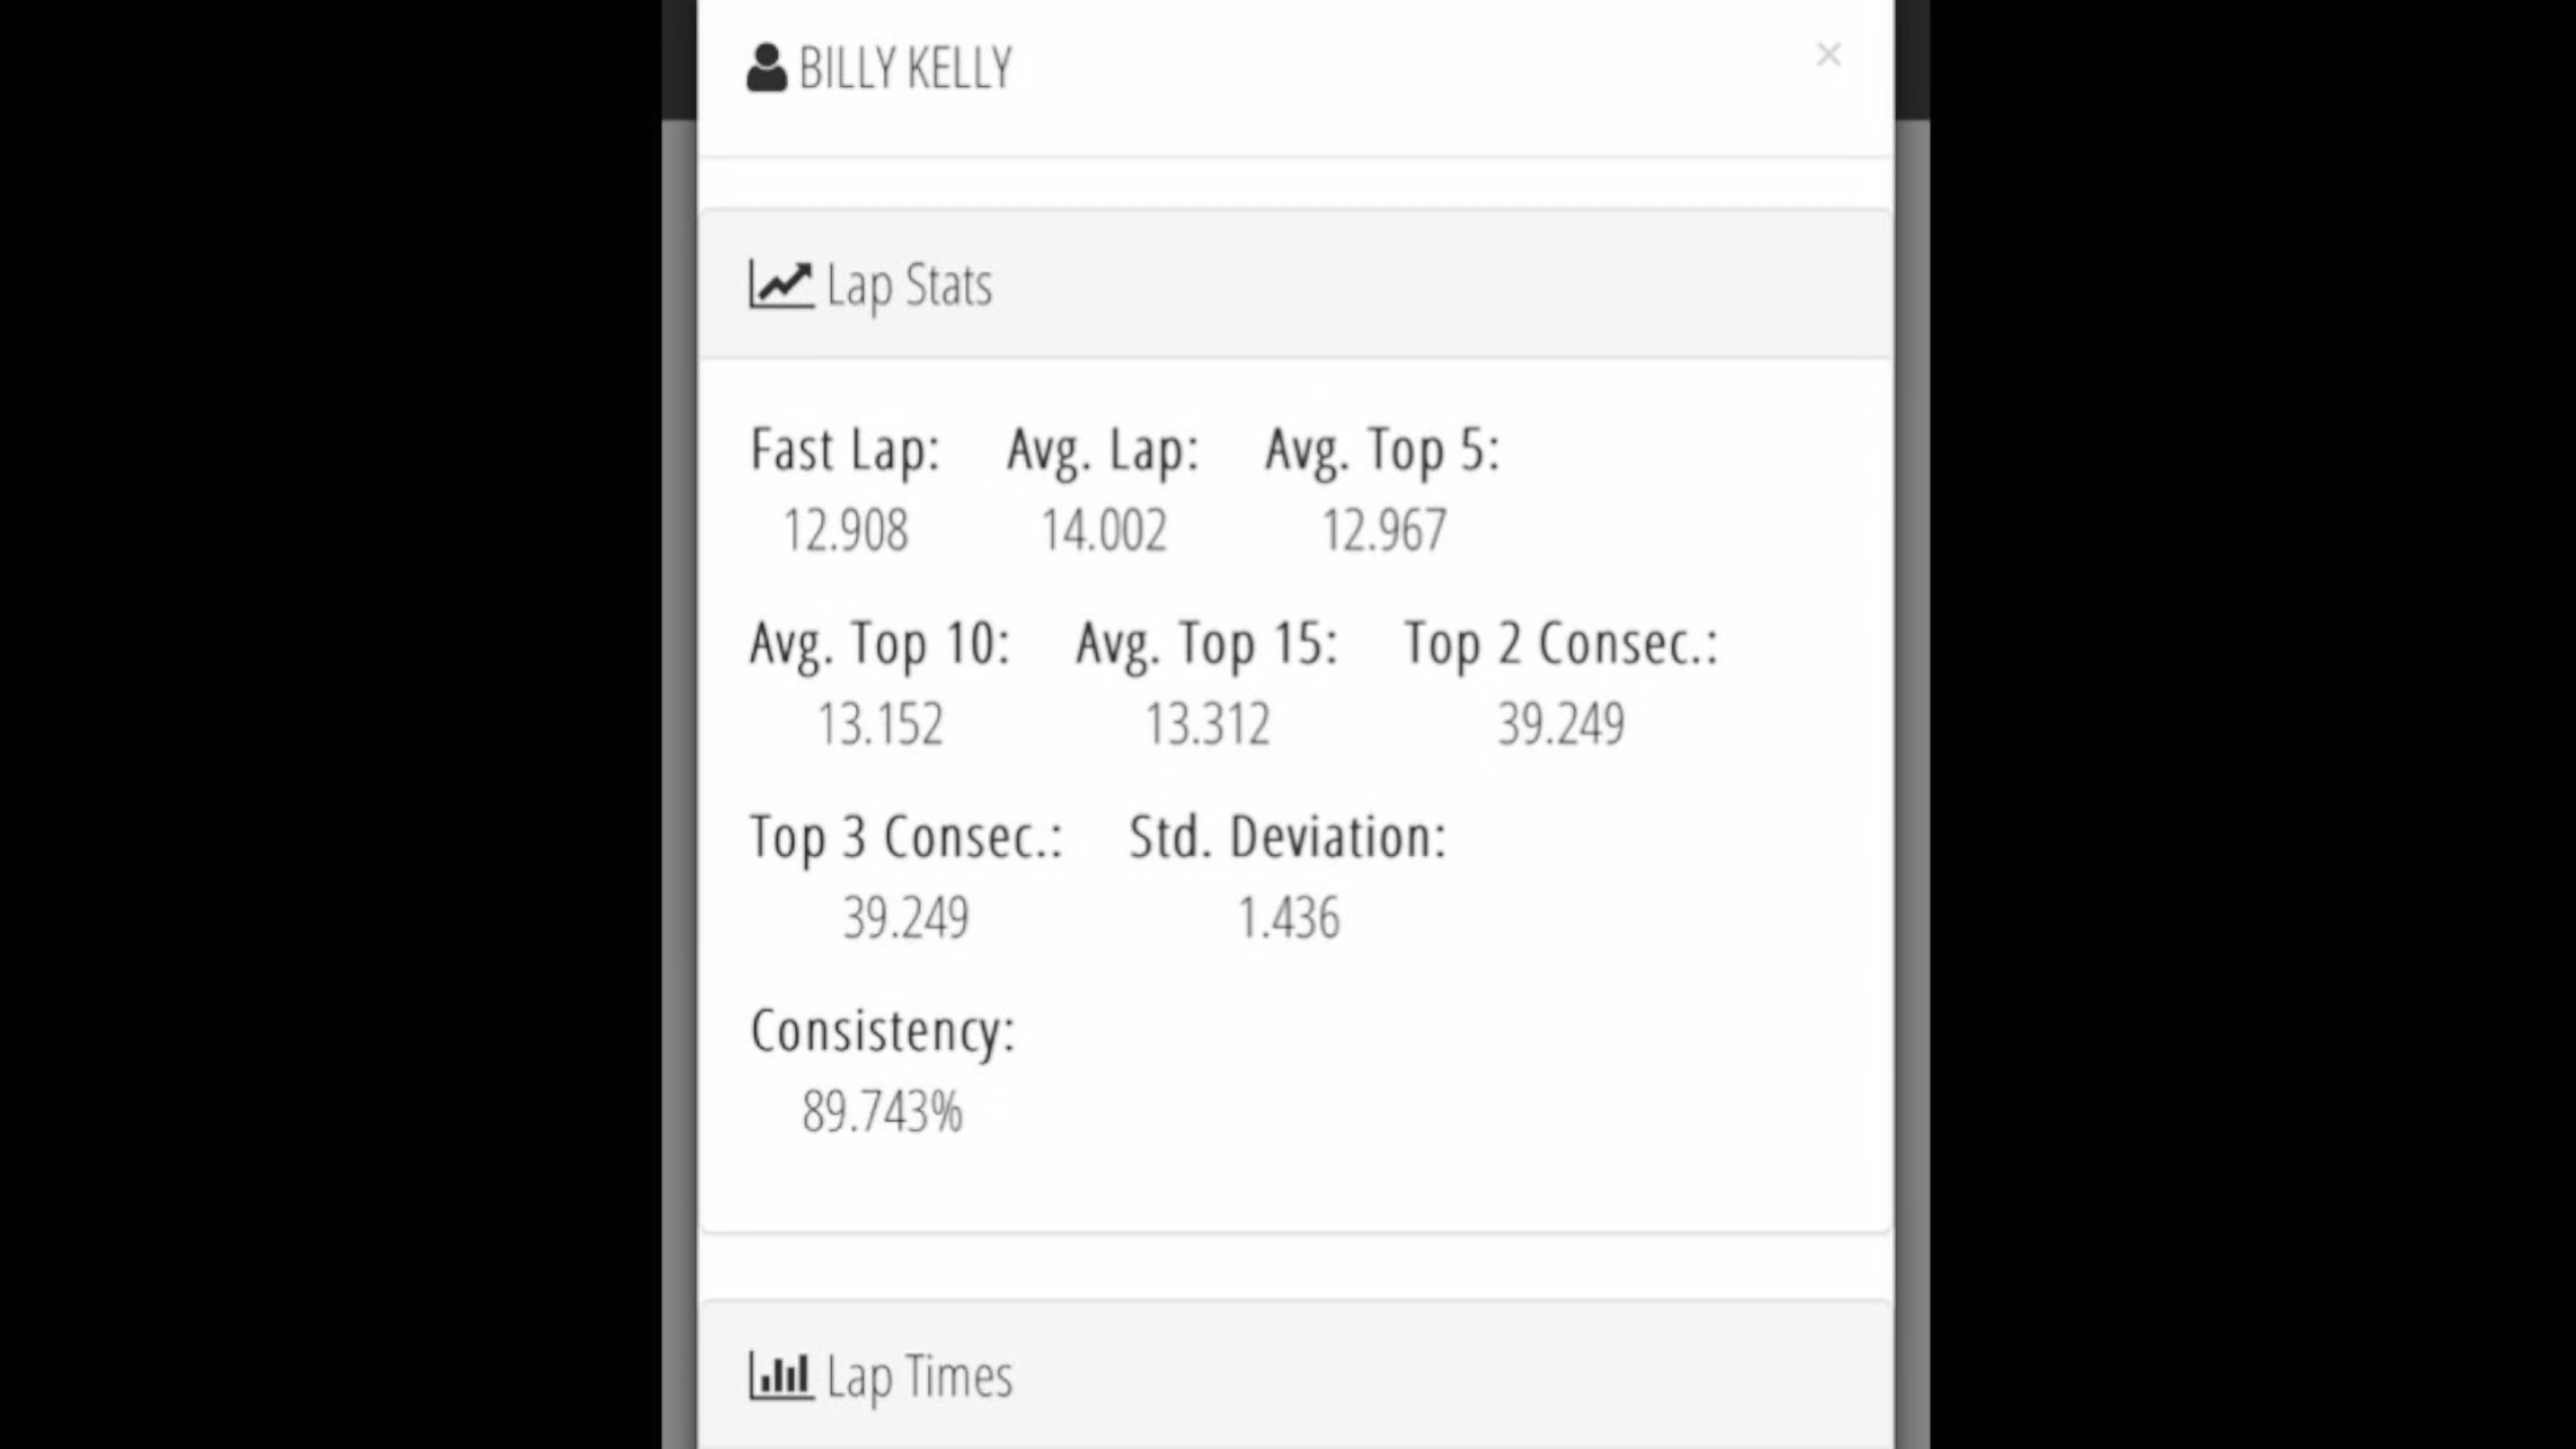 BILLY KELLY ×
Lap Stats
Fast Lap: Avg. Lap: Avg. Top 5:
12.908 14.002 12.967
Avg. Top 10: Avg. Top 15: Top 2 Consec.:
13.152 13.312 39.249
Top 3 Consec.: Std. Deviation:
39.249 1.436
Consistency:
89.743%
Lap Times